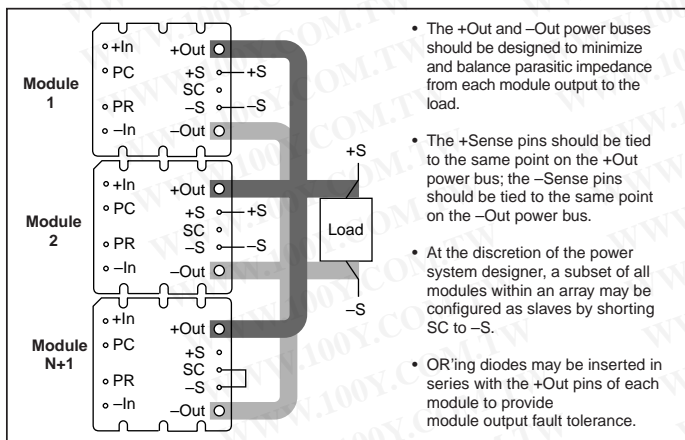 Module
1
+In
PC
PR
–In
+Out
+S
SC
–S
–Out
+S
–S
Module
2
+In
PC
PR
–In
+Out
+S
SC
–S
–Out
+S
–S
Module
N+1
+In
PC
PR
–In
+Out
+S
SC
–S
–Out
+S
Load
–S
• The +Out and –Out power buses
should be designed to minimize
and balance parasitic impedance
from each module output to the
load.
• The +Sense pins should be tied
to the same point on the +Out
power bus; the –Sense pins
should be tied to the same point
on the –Out power bus.
• At the discretion of the power
system designer, a subset of all
modules within an array may be
configured as slaves by shorting
SC to –S.
• OR'ing diodes may be inserted in
series with the +Out pins of each
module to provide
module output fault tolerance.
WWW.100Y.COM.TW